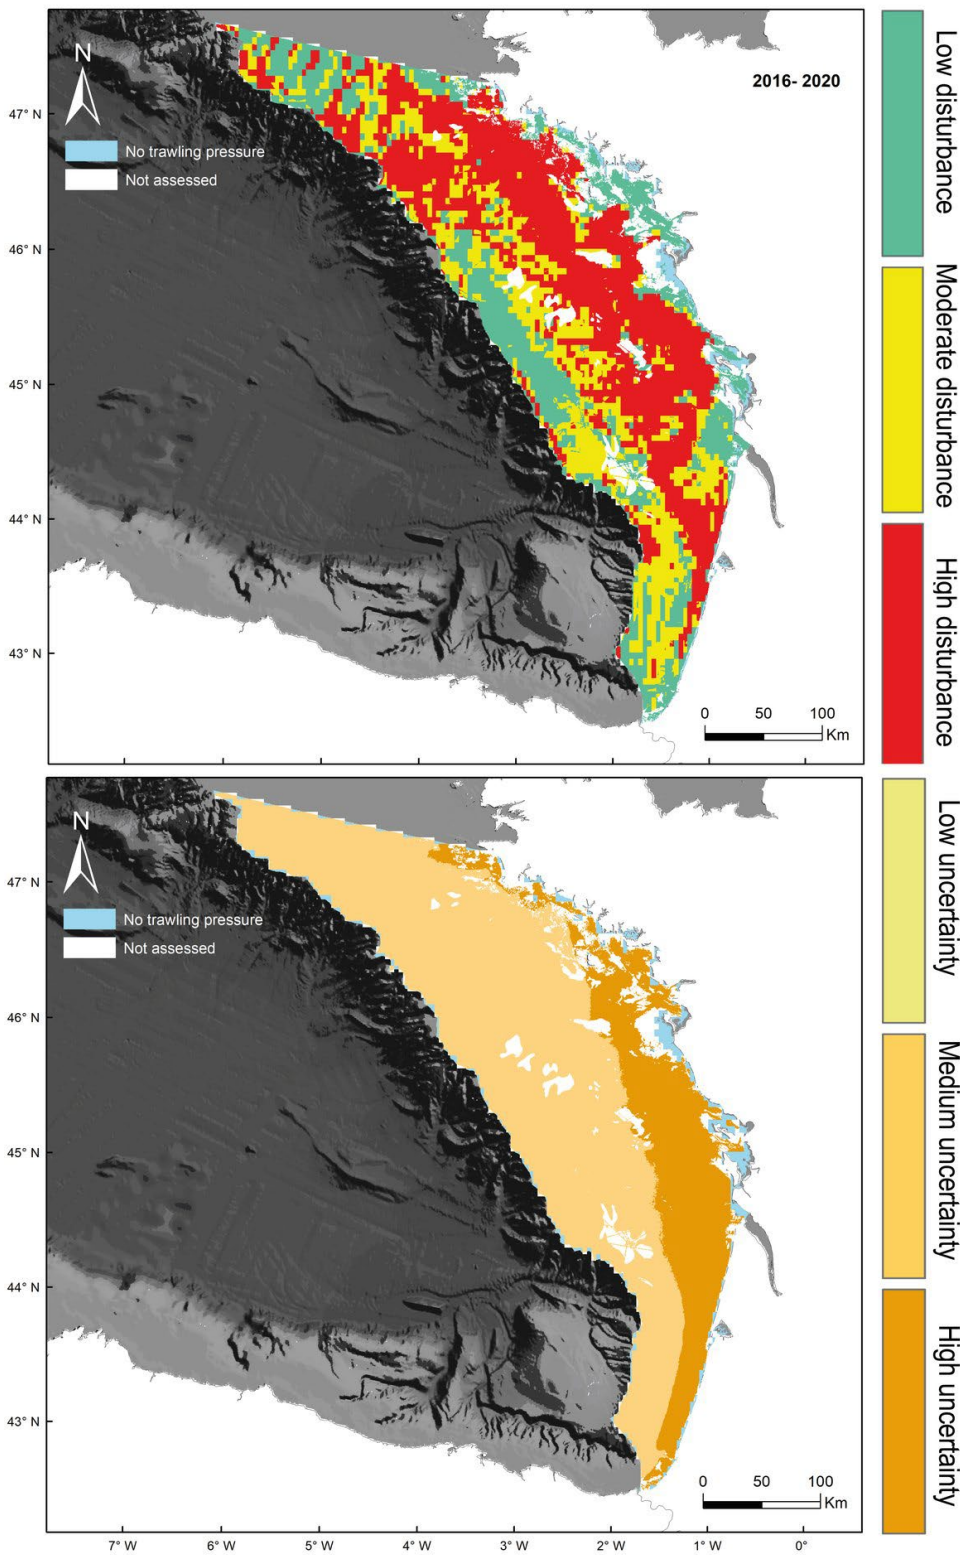 N
2016- 2020
47° N
No trawling pressure
Not assessed
46° N
45° N
44° N
43° N
0 50 100
Km
Low disturbance
Moderate disturbance
High disturbance
N
47° N
No trawling pressure
Not assessed
46° N
45° N
44° N
43° N
0 50 100
Km
7° W 6° W 5° W 4° W 3° W 2° W 1° W 0°
Low uncertainty
Medium uncertainty
High uncertainty